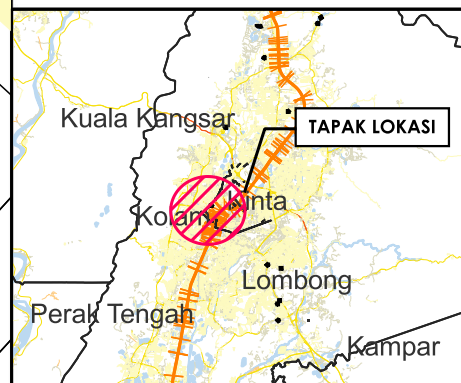 Kuala Kangsar
TAPAK LOKASI
Kinta
Kolam
Lombong
Perak Tengah
Kampar